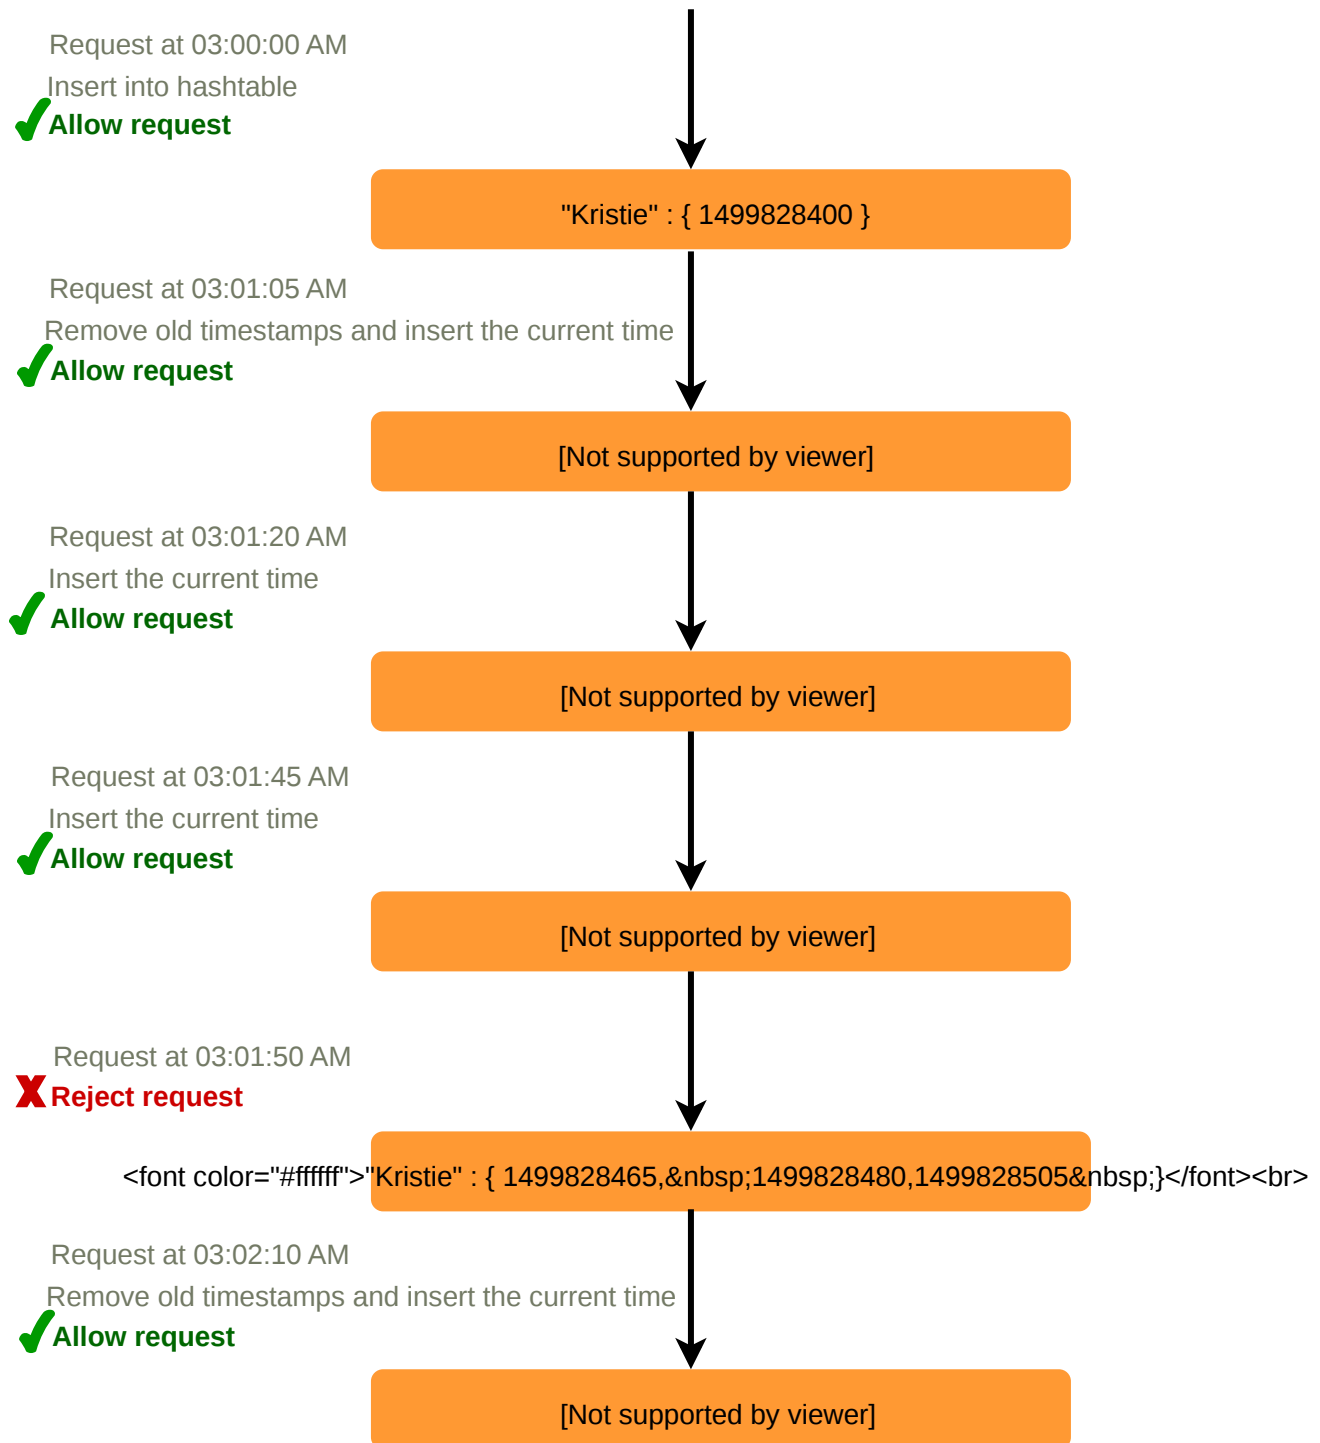 Request at 03:00:00 AM
Insert into hashtable
Allow request
"Kristie" : { 1499828400 }
Request at 03:01:05 AM
Remove old timestamps and insert the current time
Allow request
[Not supported by viewer]
Request at 03:01:20 AM
Insert the current time
Allow request
[Not supported by viewer]
Request at 03:01:45 AM
Insert the current time
Allow request
[Not supported by viewer]
Request at 03:01:50 AM
Reject request
<font color="#ffffff">"Kristie" : { 1499828465,&nbsp;1499828480,1499828505&nbsp;}</font><br>
Request at 03:02:10 AM
Remove old timestamps and insert the current time
Allow request
[Not supported by viewer]